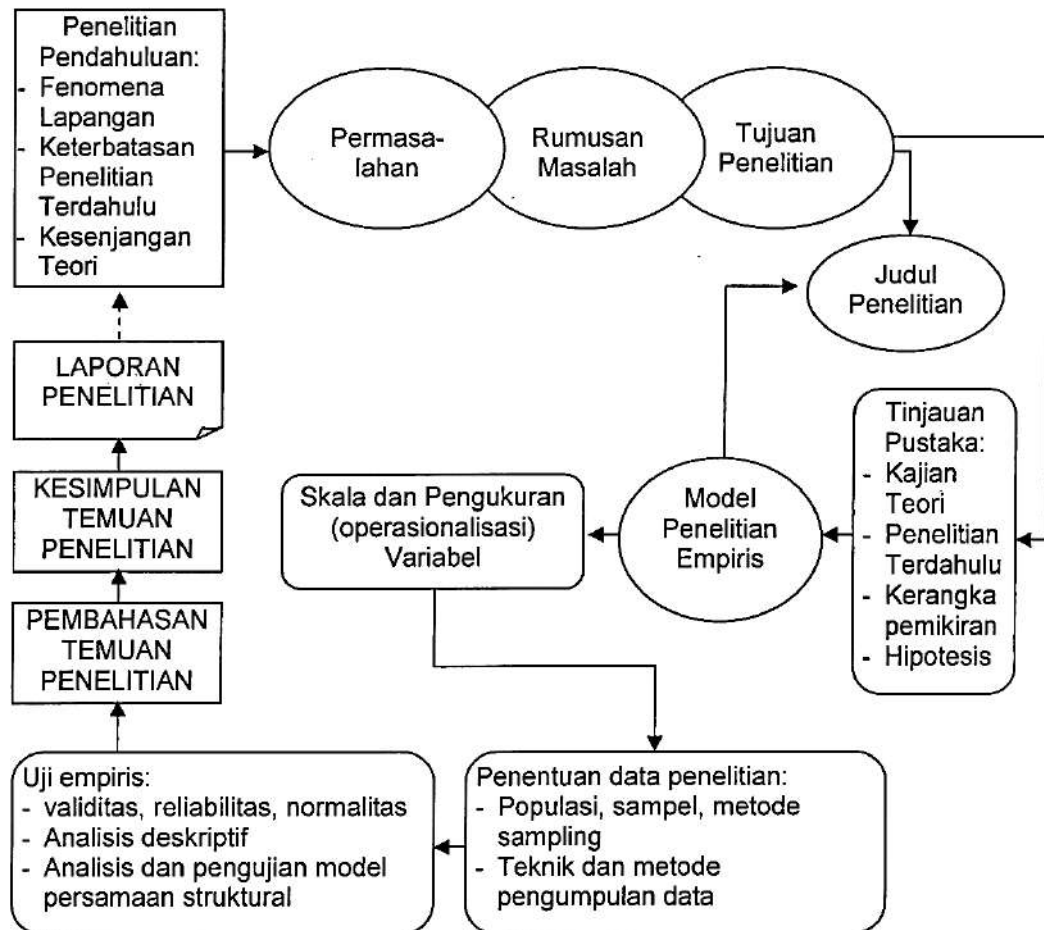 Penelitian
Pendahuluan:
- Fenomena
Lapangan
- Keterbatasan
Penelitian
Terdahulu
- Kesenjangan
Teori
Permasa-
lahan
Rumusan
Masalah
Tujuan
Penelitian
Judul
Penelitian
Tinjauan
Pustaka:
- Kajian
Teori
- Penelitian
Terdahulu
- Kerangka
pemikiran
- Hipotesis
Model
Penelitian
Empiris
Skala dan Pengukuran
(operasionalisasi)
Variabel
Penentuan data penelitian:
- Populasi, sampel, metode
sampling
- Teknik dan metode
pengumpulan data
Uji empiris:
- validitas, reliabilitas, normalitas
- Analisis deskriptif
- Analisis dan pengujian model
persamaan struktural
PEMBAHASAN
TEMUAN
PENELITIAN
KESIMPULAN
TEMUAN
PENELITIAN
LAPORAN
PENELITIAN